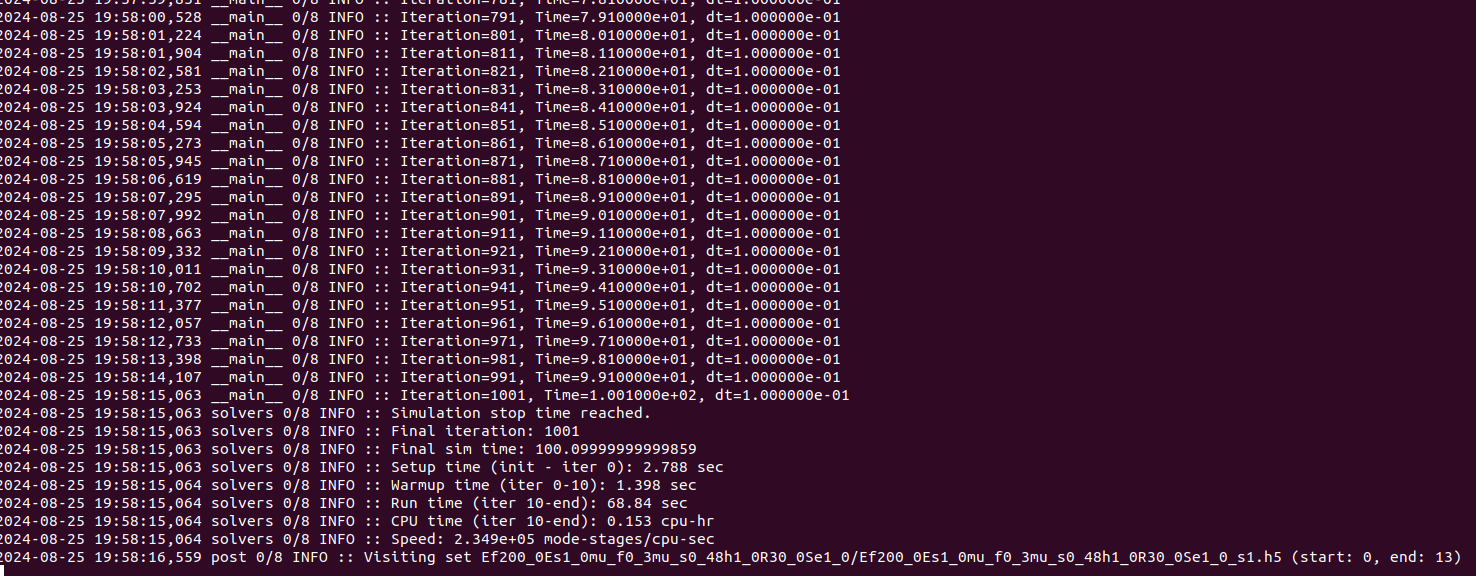 2024-08-25 19:57:59,851 __main__ 0/8 INFO :: Iteration=781, Time=7.810000e+01, dt=1.000000e-01
2024-08-25 19:58:00,528 __main__ 0/8 INFO :: Iteration=791, Time=7.910000e+01, dt=1.000000e-01
2024-08-25 19:58:01,224 __main__ 0/8 INFO :: Iteration=801, Time=8.010000e+01, dt=1.000000e-01
2024-08-25 19:58:01,904 __main__ 0/8 INFO :: Iteration=811, Time=8.110000e+01, dt=1.000000e-01
2024-08-25 19:58:02,581 __main__ 0/8 INFO :: Iteration=821, Time=8.210000e+01, dt=1.000000e-01
2024-08-25 19:58:03,253 __main__ 0/8 INFO :: Iteration=831, Time=8.310000e+01, dt=1.000000e-01
2024-08-25 19:58:03,924 __main__ 0/8 INFO :: Iteration=841, Time=8.410000e+01, dt=1.000000e-01
2024-08-25 19:58:04,594 __main__ 0/8 INFO :: Iteration=851, Time=8.510000e+01, dt=1.000000e-01
2024-08-25 19:58:05,273 __main__ 0/8 INFO :: Iteration=861, Time=8.610000e+01, dt=1.000000e-01
2024-08-25 19:58:05,945 __main__ 0/8 INFO :: Iteration=871, Time=8.710000e+01, dt=1.000000e-01
2024-08-25 19:58:06,619 __main__ 0/8 INFO :: Iteration=881, Time=8.810000e+01, dt=1.000000e-01
2024-08-25 19:58:07,295 __main__ 0/8 INFO :: Iteration=891, Time=8.910000e+01, dt=1.000000e-01
2024-08-25 19:58:07,992 __main__ 0/8 INFO :: Iteration=901, Time=9.010000e+01, dt=1.000000e-01
2024-08-25 19:58:08,663 __main__ 0/8 INFO :: Iteration=911, Time=9.110000e+01, dt=1.000000e-01
2024-08-25 19:58:09,332 __main__ 0/8 INFO :: Iteration=921, Time=9.210000e+01, dt=1.000000e-01
2024-08-25 19:58:10,011 __main__ 0/8 INFO :: Iteration=931, Time=9.310000e+01, dt=1.000000e-01
2024-08-25 19:58:10,702 __main__ 0/8 INFO :: Iteration=941, Time=9.410000e+01, dt=1.000000e-01
2024-08-25 19:58:11,377 __main__ 0/8 INFO :: Iteration=951, Time=9.510000e+01, dt=1.000000e-01
2024-08-25 19:58:12,057 __main__ 0/8 INFO :: Iteration=961, Time=9.610000e+01, dt=1.000000e-01
2024-08-25 19:58:12,733 __main__ 0/8 INFO :: Iteration=971, Time=9.710000e+01, dt=1.000000e-01
2024-08-25 19:58:13,398 __main__ 0/8 INFO :: Iteration=981, Time=9.810000e+01, dt=1.000000e-01
2024-08-25 19:58:14,107 __main__ 0/8 INFO :: Iteration=991, Time=9.910000e+01, dt=1.000000e-01
2024-08-25 19:58:15,063 __main__ 0/8 INFO :: Iteration=1001, Time=1.001000e+02, dt=1.000000e-01
2024-08-25 19:58:15,063 solvers 0/8 INFO :: Simulation stop time reached.
2024-08-25 19:58:15,063 solvers 0/8 INFO :: Final iteration: 1001
2024-08-25 19:58:15,063 solvers 0/8 INFO :: Final sim time: 100.09999999999859
2024-08-25 19:58:15,063 solvers 0/8 INFO :: Setup time (init - iter 0): 2.788 sec
2024-08-25 19:58:15,064 solvers 0/8 INFO :: Warmup time (iter 0-10): 1.398 sec
2024-08-25 19:58:15,064 solvers 0/8 INFO :: Run time (iter 10-end): 68.84 sec
2024-08-25 19:58:15,064 solvers 0/8 INFO :: CPU time (iter 10-end): 0.153 cpu-hr
2024-08-25 19:58:15,064 solvers 0/8 INFO :: Speed: 2.349e+05 mode-stages/cpu-sec
2024-08-25 19:58:16,559 post 0/8 INFO :: Visiting set Ef200_0Es1_0mu_f0_3mu_s0_48h1_0R30_0Se1_0/Ef200_0Es1_0mu_f0_3mu_s0_48h1_0R30_0Se1_0_s1.h5 (start: 0, end: 13)